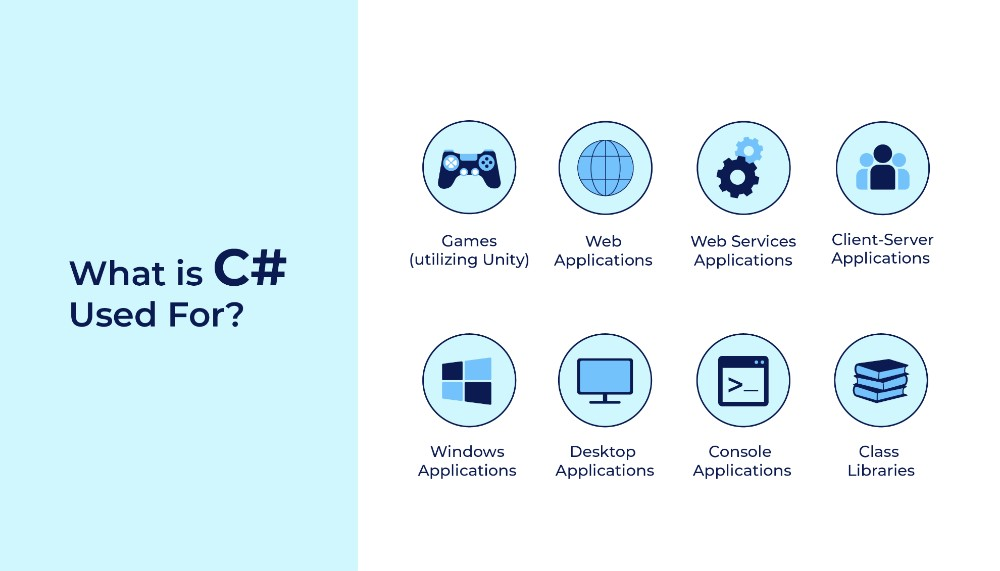 What is C#
Used For?
Games
(utilizing Unity)
Web
Applications
Web Services
Applications
Client-Server
Applications
Windows
Applications
Desktop
Applications
>_
Console
Applications
Class
Libraries